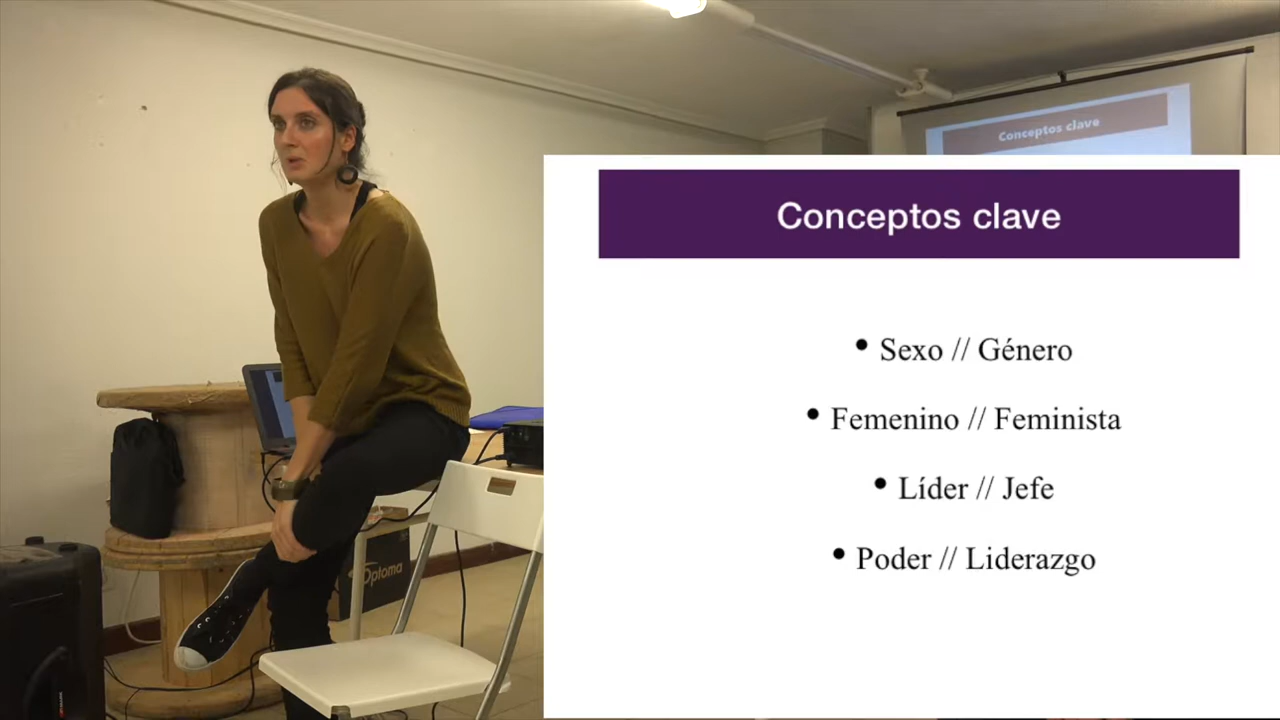 Conceptos clave
Conceptos clave
• Sexo // Género
• Femenino // Feminista
• Líder // Jefe
• Poder // Liderazgo
Optoma